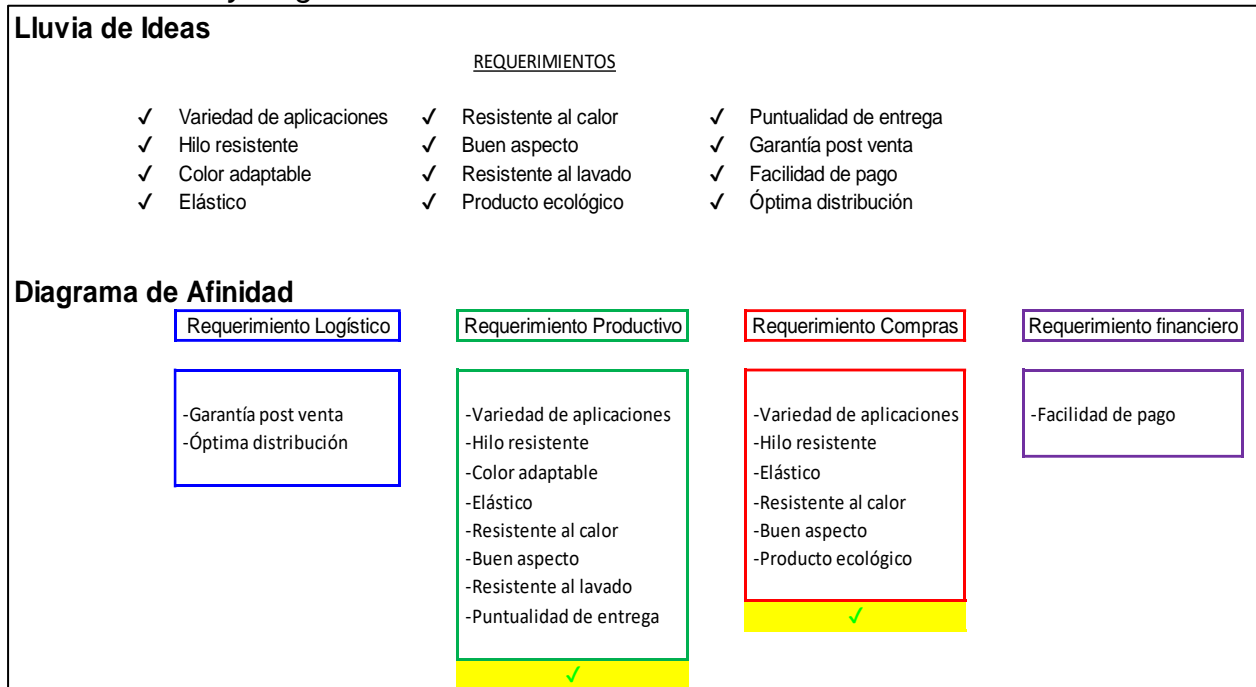 Lluvia de Ideas
REQUERIMIENTOS
✓ Variedad de aplicaciones ✓ Resistente al calor ✓ Puntualidad de entrega
✓ Hilo resistente ✓ Buen aspecto ✓ Garantía post venta
✓ Color adaptable ✓ Resistente al lavado ✓ Facilidad de pago
✓ Elástico ✓ Producto ecológico ✓ Óptima distribución
Diagrama de Afinidad
Requerimiento Logístico
-Garantía post venta
-Óptima distribución
Requerimiento Productivo
-Variedad de aplicaciones
-Hilo resistente
-Color adaptable
-Elástico
-Resistente al calor
-Buen aspecto
-Resistente al lavado
-Puntualidad de entrega
✓
Requerimiento Compras
-Variedad de aplicaciones
-Hilo resistente
-Elástico
-Resistente al calor
-Buen aspecto
-Producto ecológico
✓
Requerimiento financiero
-Facilidad de pago